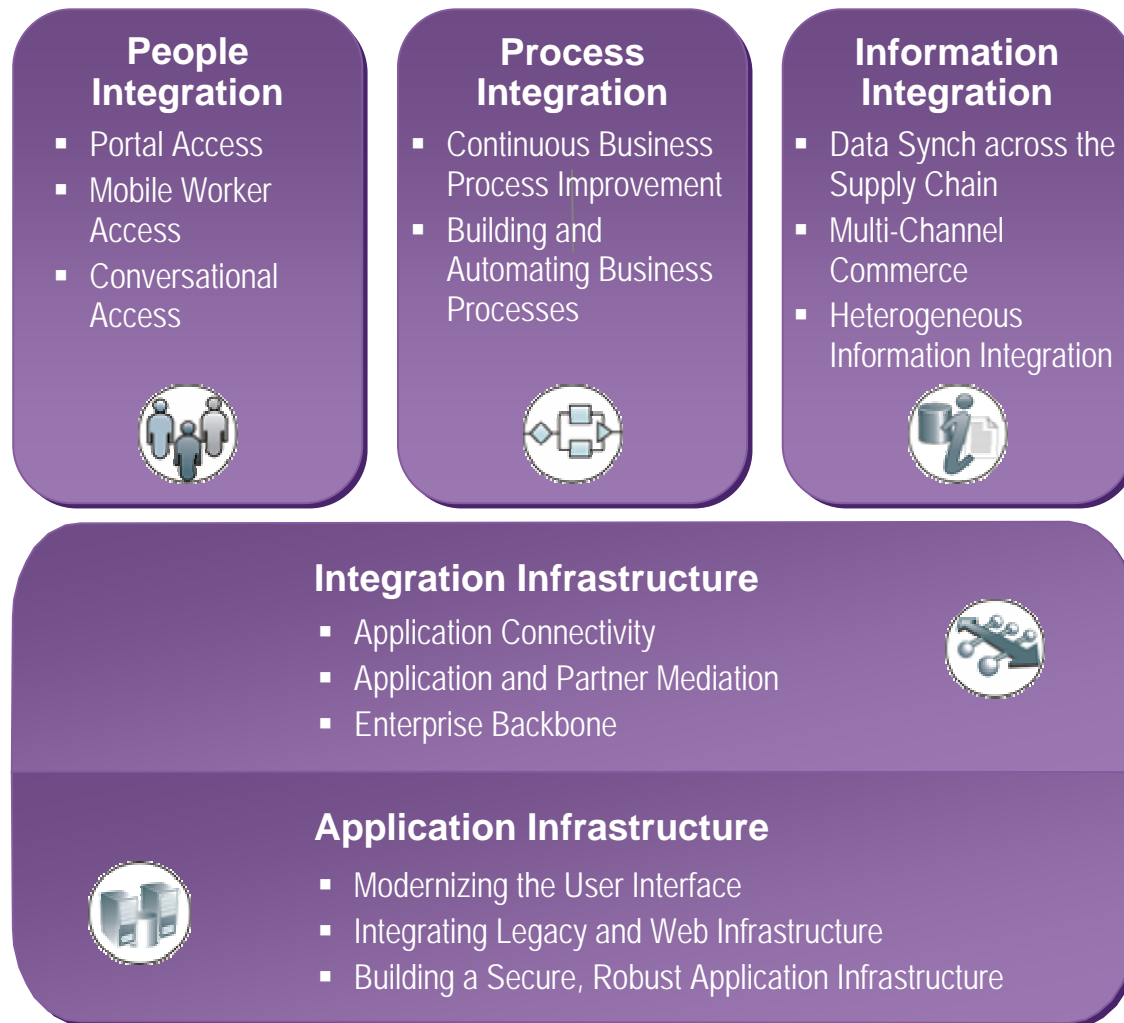 People
Integration
▪ Portal Access
▪ Mobile Worker
Access
▪ Conversational
Access
Process
Integration
▪ Continuous Business
Process Improvement
▪ Building and
Automating Business
Processes
Information
Integration
▪ Data Synch across the
Supply Chain
▪ Multi-Channel
Commerce
▪ Heterogeneous
Information Integration
Integration Infrastructure
▪ Application Connectivity
▪ Application and Partner Mediation
▪ Enterprise Backbone
Application Infrastructure
▪ Modernizing the User Interface
▪ Integrating Legacy and Web Infrastructure
▪ Building a Secure, Robust Application Infrastructure